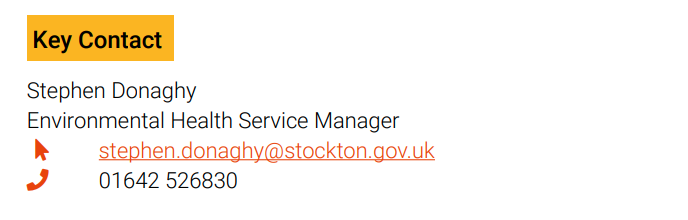 Key Contact
Stephen Donaghy
Environmental Health Service Manager
stephen.donaghy@stockton.gov.uk
01642 526830